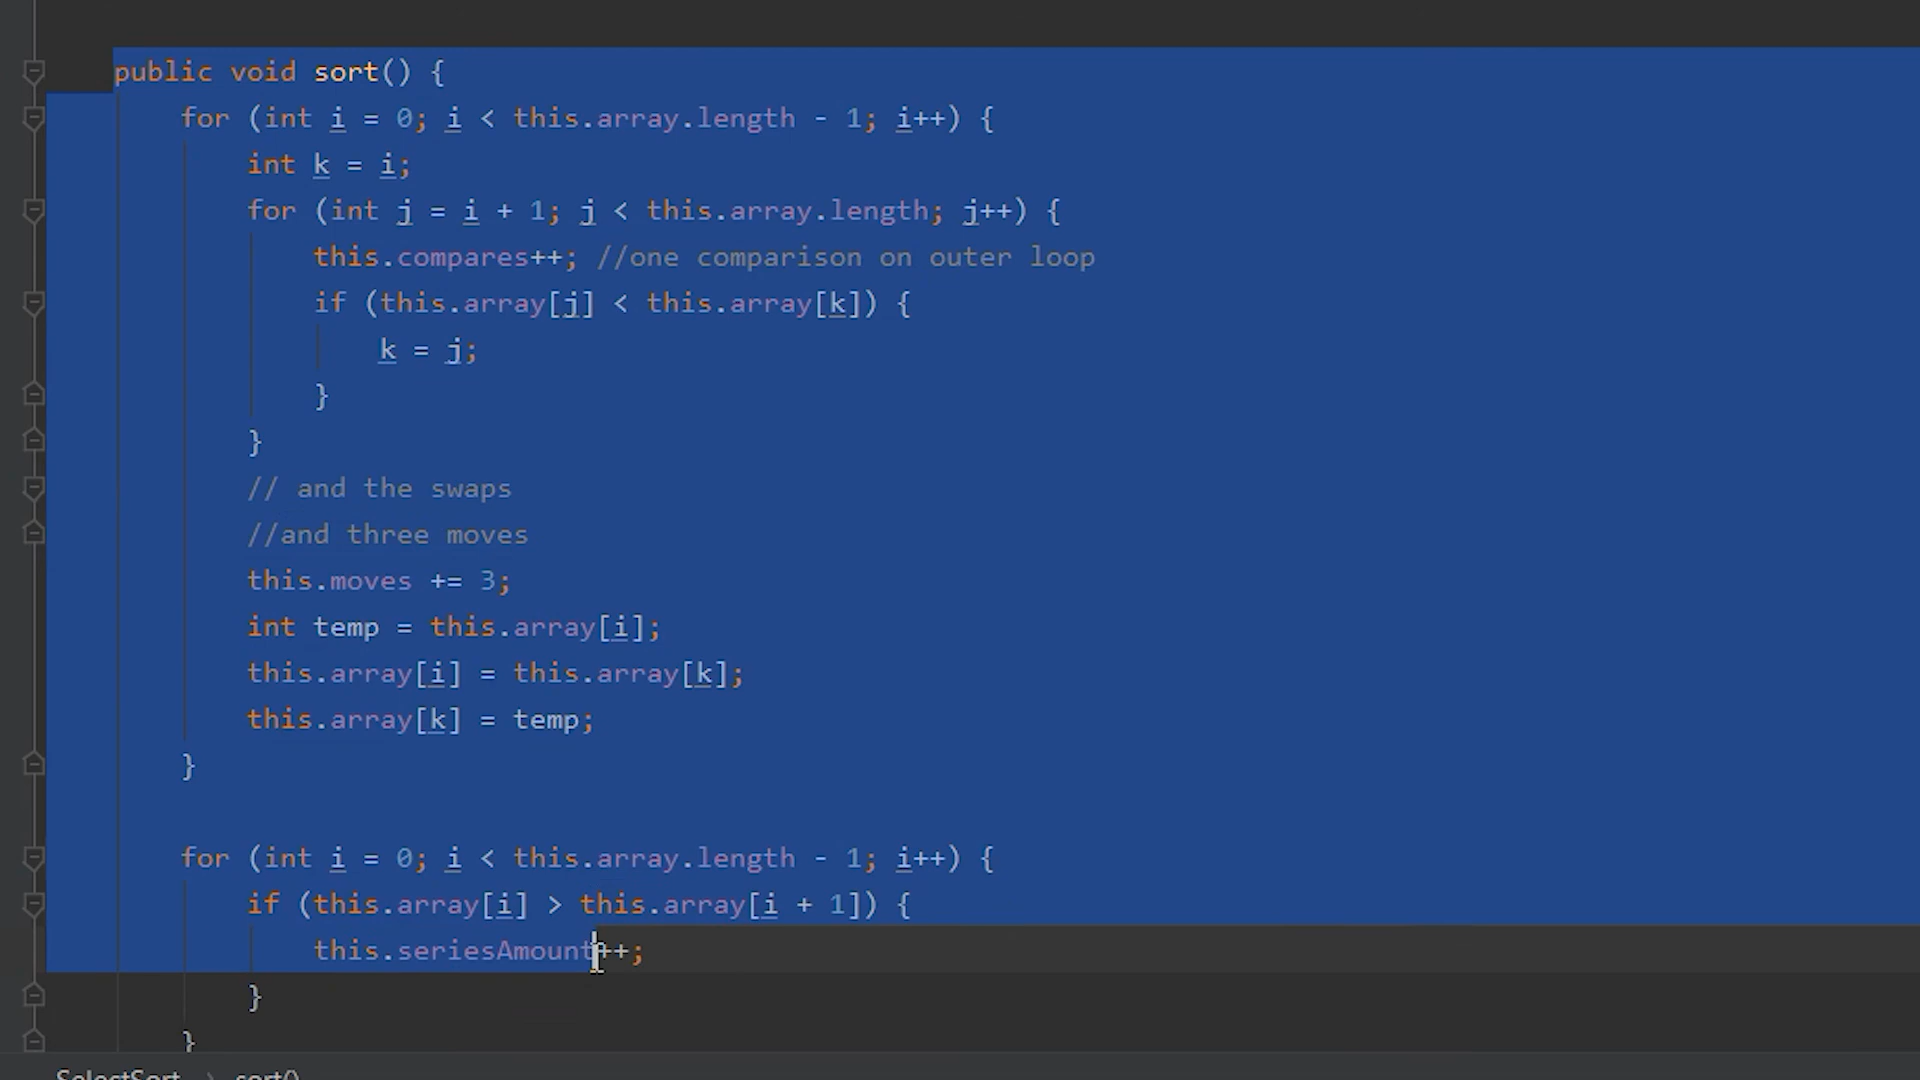 public void sort() {
for (int i = 0; i < this.array.length - 1; i++) {
int k = i;
for (int j = i + 1; j < this.array.length; j++) {
this.compares++; //one comparison on outer loop
if (this.array[j] < this.array[k]) {
k = j;
}
}
// and the swaps
//and three moves
this.moves += 3;
int temp = this.array[i];
this.array[i] = this.array[k];
this.array[k] = temp;
}
for (int i = 0; i < this.array.length - 1; i++) {
if (this.array[i] > this.array[i + 1]) {
this.seriesAmount++;
}
}
SelectSort > sort()